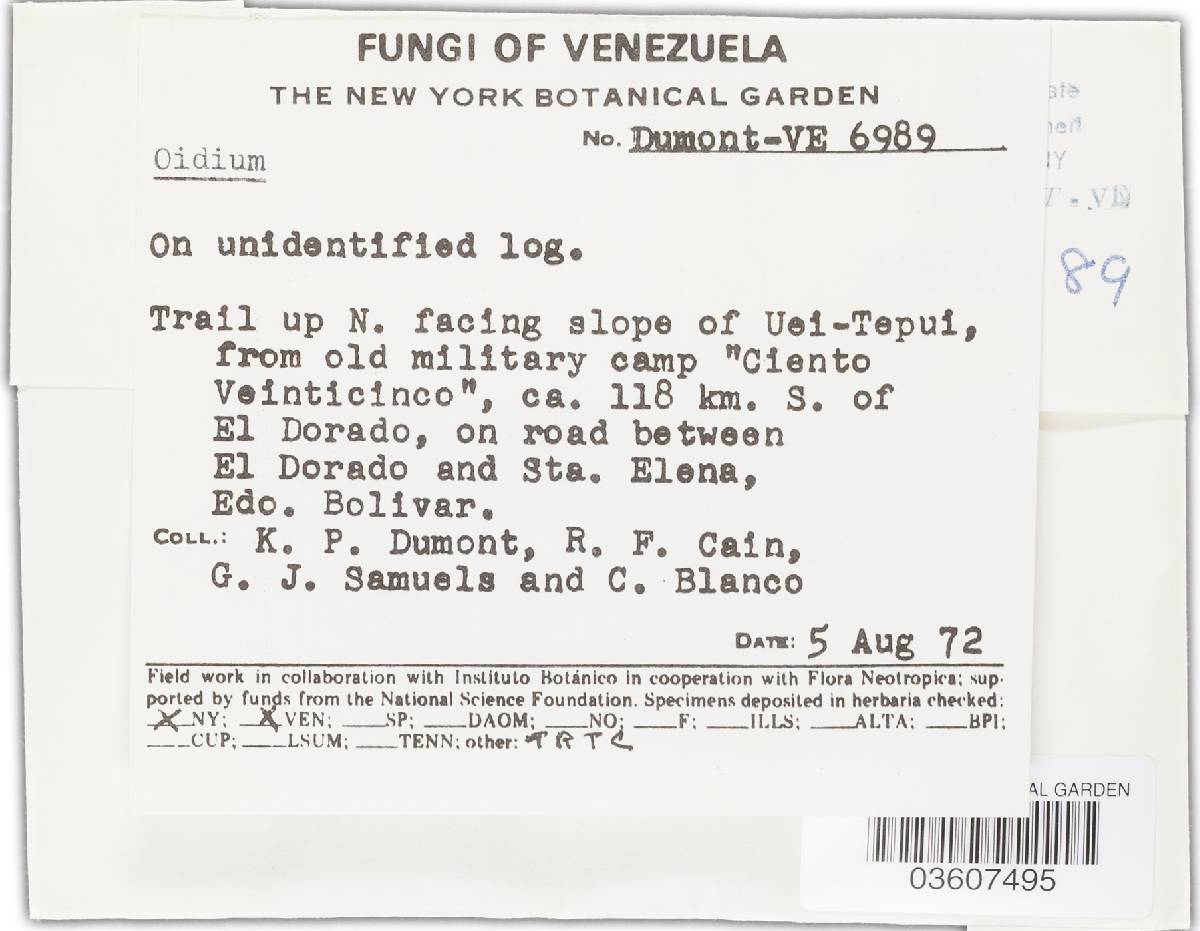 FUNGI OF VENEZUELA
THE NEW YORK BOTANICAL GARDEN
No. Dumont-VE 6989
Oidium
On unidentified log.
Trail up N. facing slope of Uei-Tepui,
from old military camp "Ciento
Veinticinco", ca. 118 km. S. of
El Dorado, on road between
El Dorado and Sta. Elena,
Edo. Bolivar.
COLL.: K. P. Dumont, R. F. Cain,
G. J. Samuels and C. Blanco
DATE: 5 Aug 72
Field work in collaboration with Instituto Botánico in cooperation with Flora Neotropica; sup-
ported by funds from the National Science Foundation. Specimens deposited in herbaria checked:
X NY; X VEN; ___SP; ___DAOM; ___NO; ___F; ___ILLS; ___ALTA; ___BPI;
___CUP; ___LSUM; ___TENN; other: TRTC
89
AL GARDEN
03607495